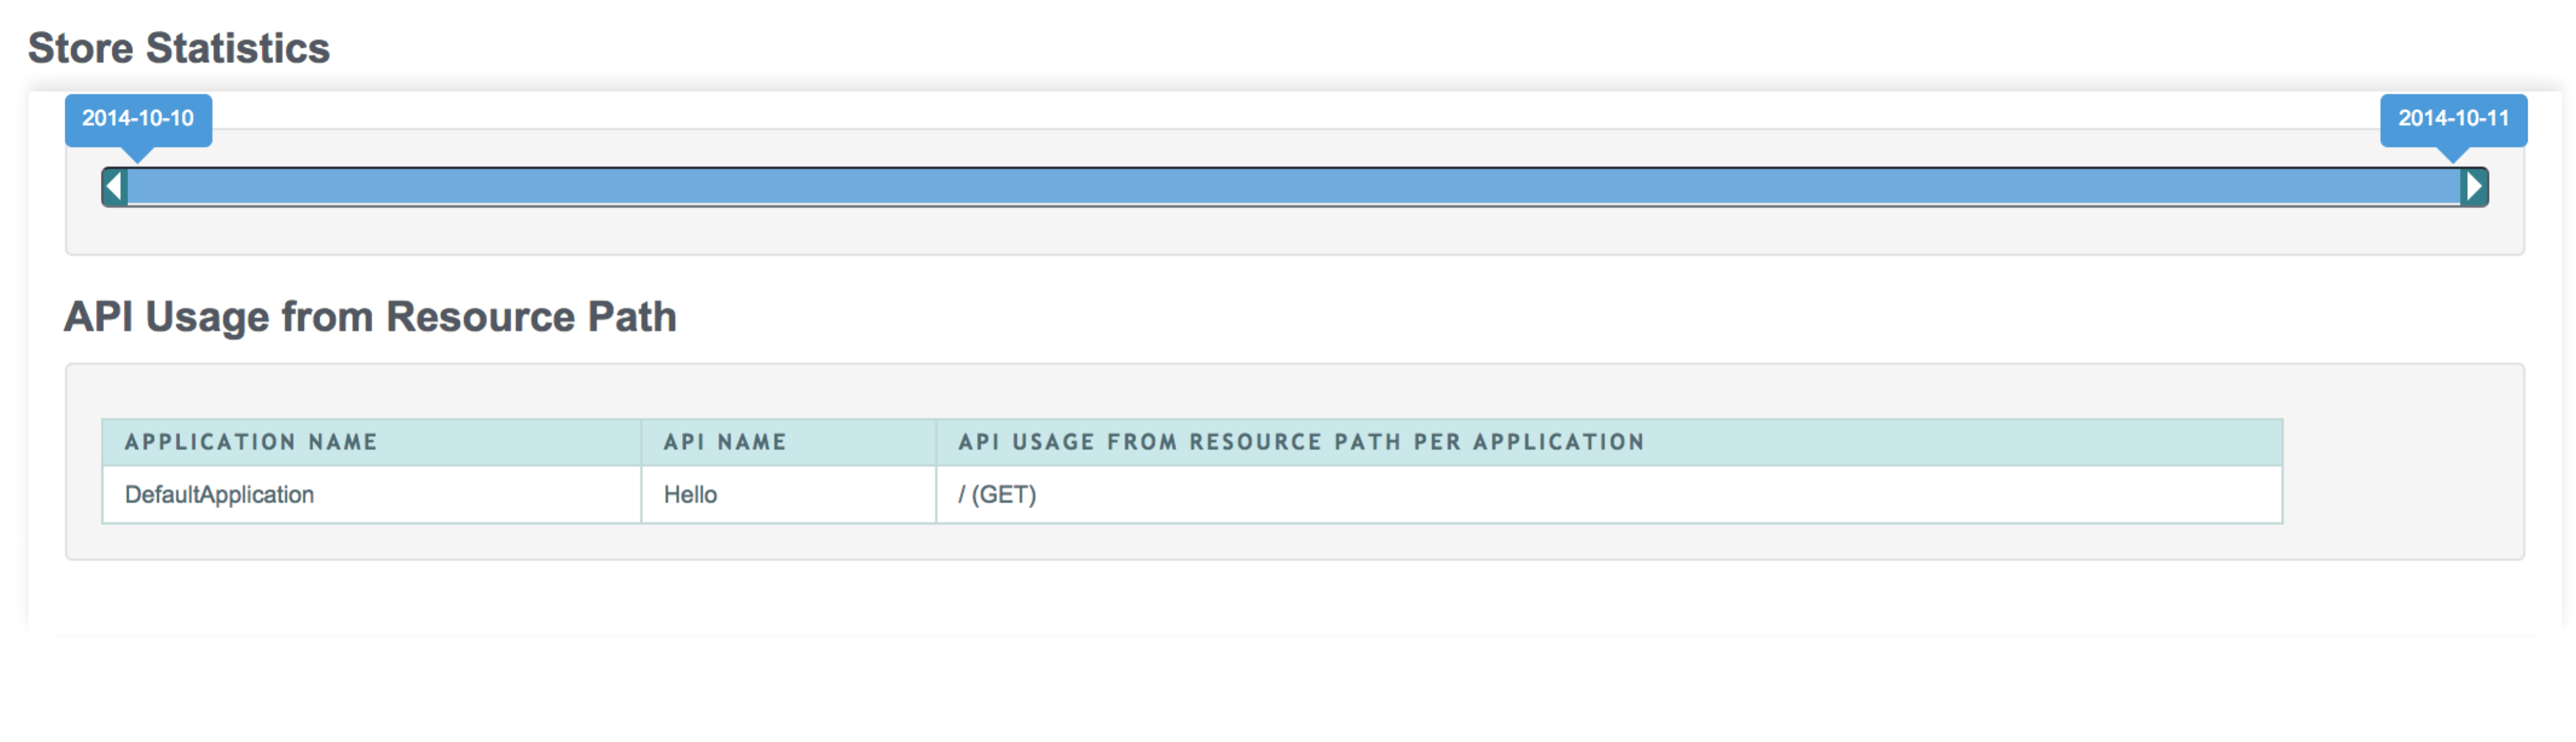 Store Statistics
2014-10-10 2014-10-11
API Usage from Resource Path
APPLICATION NAME API NAME API USAGE FROM RESOURCE PATH PER APPLICATION
DefaultApplication Hello / (GET)